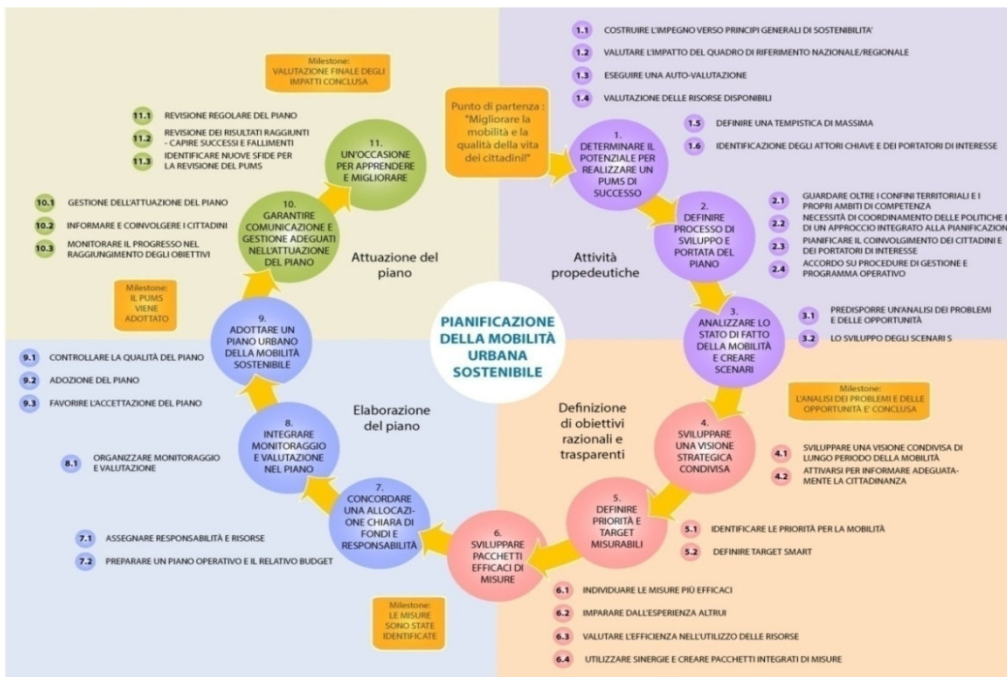 Milestone:
VALUTAZIONE FINALE DEGLI
IMPATTI CONCLUSA
11.1 REVISIONE REGOLARE DEL PIANO
11.2 REVISIONE DEI RISULTATI RAGGIUNTI
- CAPIRE SUCCESSI E FALLIMENTI
11.3 IDENTIFICARE NUOVE SFIDE PER
LA REVISIONE DEL PUMS
11.
UN'OCCASIONE
PER APPRENDERE
E MIGLIORARE
10.1 GESTIONE DELL'ATTUAZIONE DEL PIANO
10.2 INFORMARE E COINVOLGERE I CITTADINI
10.3 MONITORARE IL PROGRESSO NEL
RAGGIUNGIMENTO DEGLI OBIETTIVI
10.
GARANTIRE
COMUNICAZIONE E
GESTIONE ADEGUATI
NELL'ATTUAZIONE
DEL PIANO
Attuazione del
piano
Punto di partenza :
"Migliorare la
mobilità e la
qualità della vita
dei cittadini!"
1.1 COSTRUIRE L'IMPEGNO VERSO PRINCIPI GENERALI DI SOSTENIBILITA'
1.2 VALUTARE L'IMPATTO DEL QUADRO DI RIFERIMENTO NAZIONALE/REGIONALE
1.3 ESEGUIRE UNA AUTO-VALUTAZIONE
1.4 VALUTAZIONE DELLE RISORSE DISPONIBILI
1.5 DEFINIRE UNA TEMPISTICA DI MASSIMA
1.6 IDENTIFICAZIONE DEGLI ATTORI CHIAVE E DEI PORTATORI DI INTERESSE
1.
DETERMINARE IL
POTENZIALE PER
REALIZZARE UN
PUMS DI
SUCCESSO
2.
DEFINIRE
PROCESSO DI
SVILUPPO E
PORTATA DEL
PIANO
2.1 GUARDARE OLTRE I CONFINI TERRITORIALI E I
PROPRI AMBITI DI COMPETENZA
2.2 NECESSITÀ DI COORDINAMENTO DELLE POLITICHE E
DI UN APPROCCIO INTEGRATO ALLA PIANIFICAZION
2.3 PIANIFICARE IL COINVOLGIMENTO DEI CITTADINI E
DEI PORTATORI DI INTERESSE
2.4 ACCORDO SU PROCEDURE DI GESTIONE E
PROGRAMMA OPERATIVO
Attività
propedeutiche
3.
ANALIZZARE LO
STATO DI FATTO
DELLA MOBILITÀ
E CREARE
SCENARI
3.1 PREDISPORRE UN'ANALISI DEI PROBLEMI
E DELLE OPPORTUNITÀ
3.2 LO SVILUPPO DEGLI SCENARI S
PIANIFICAZIONE
DELLA MOBILITÀ
URBANA
SOSTENIBILE
Milestone:
L'ANALISI DEI PROBLEMI E DELLE
OPPORTUNITÀ E' CONCLUSA
Definizione
di obiettivi
razionali e
trasparenti
4.
SVILUPPARE
UNA VISIONE
STRATEGICA
CONDIVISA
4.1 SVILUPPARE UNA VISIONE CONDIVISA DI
LUNGO PERIODO DELLA MOBILITÀ
4.2 ATTIVARSI PER INFORMARE ADEGUATA-
MENTE LA CITTADINANZA
5.
DEFINIRE
PRIORITÀ E
TARGET
MISURABILI
5.1 IDENTIFICARE LE PRIORITÀ PER LA MOBILITÀ
5.2 DEFINIRE TARGET SMART
6.
SVILUPPARE
PACCHETTI
EFFICACI DI
MISURE
6.1 INDIVIDUARE LE MISURE PIÙ EFFICACI
6.2 IMPARARE DALL'ESPERIENZA ALTRUI
6.3 VALUTARE L'EFFICIENZA NELL'UTILIZZO DELLE RISORSE
6.4 UTILIZZARE SINERGIE E CREARE PACCHETTI INTEGRATI DI MISURE
Milestone:
LE MISURE
SONO STATE
IDENTIFICATE
7.
CONCORDARE
UNA ALLOCAZI-
ONE CHIARA DI
FONDI E
RESPONSABILITÀ
7.1 ASSEGNARE RESPONSABILITÀ E RISORSE
7.2 PREPARARE UN PIANO OPERATIVO E IL RELATIVO BUDGET
Elaborazione
del piano
8.
INTEGRARE
MONITORAGGIO
E VALUTAZIONE
NEL PIANO
8.1 ORGANIZZARE MONITORAGGIO
E VALUTAZIONE
9.
ADOTTARE UN
PIANO URBANO
DELLA MOBILITÀ
SOSTENIBILE
9.1 CONTROLLARE LA QUALITÀ DEL PIANO
9.2 ADOZIONE DEL PIANO
9.3 FAVORIRE L'ACCETTAZIONE DEL PIANO
Milestone:
IL PUMS
VIENE
ADOTTATO